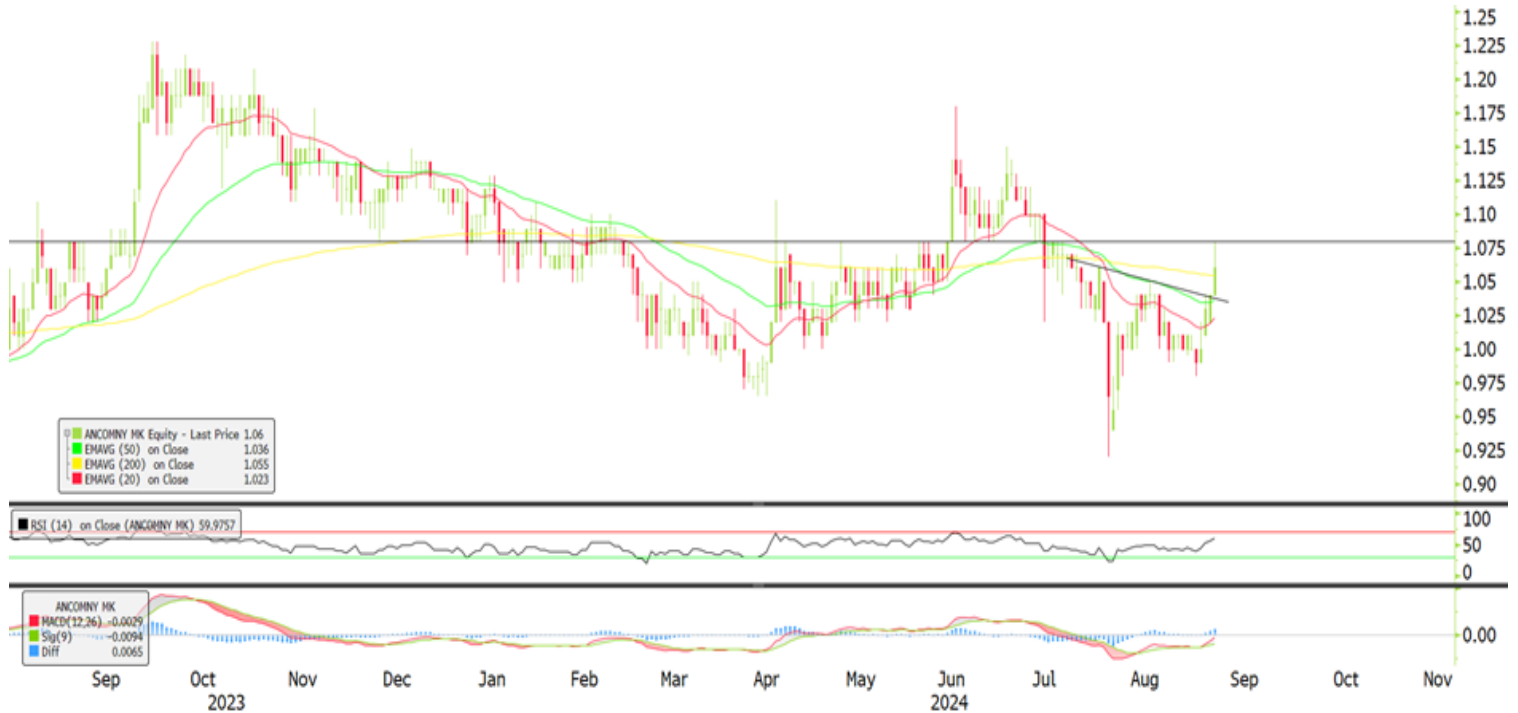 1.25
1.225
1.20
1.175
1.15
1.125
1.10
1.075
1.05
1.025
1.00
0.975
0.95
0.925
0.90
ANCOMNY MK Equity - Last Price 1.06
EMAVG (50) on Close 1.036
EMAVG (200) on Close 1.055
EMAVG (20) on Close 1.023
RSI (14) on Close (ANCOMNY MK) 59.9757
100
50
0
ANCOMNY MK
MACD(12,26) -0.0029
Sig(9) -0.0094
Diff 0.0065
0.00
Sep Oct Nov Dec Jan Feb Mar Apr May Jun Jul Aug Sep Oct Nov
2023 2024